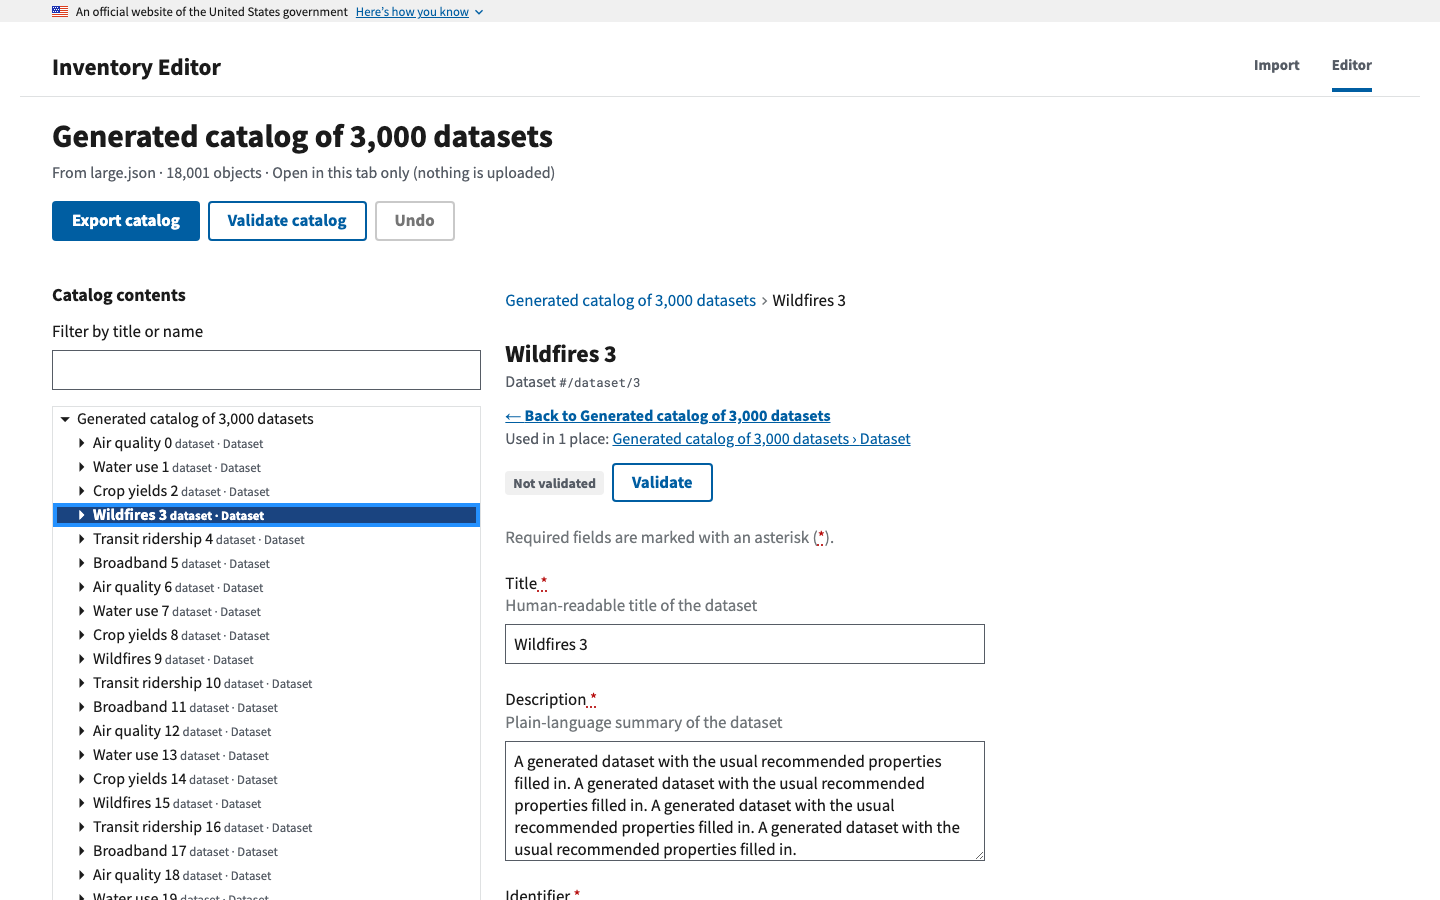 An official website of the United States government Here's how you know
Inventory Editor
Import
Editor
Generated catalog of 3,000 datasets
From large.json · 18,001 objects · Open in this tab only (nothing is uploaded)
Export catalog
Validate catalog
Undo
Catalog contents
Filter by title or name
Generated catalog of 3,000 datasets
Air quality 0 dataset · Dataset
Water use 1 dataset · Dataset
Crop yields 2 dataset · Dataset
Wildfires 3 dataset · Dataset
Transit ridership 4 dataset · Dataset
Broadband 5 dataset · Dataset
Air quality 6 dataset · Dataset
Water use 7 dataset · Dataset
Crop yields 8 dataset · Dataset
Wildfires 9 dataset · Dataset
Transit ridership 10 dataset · Dataset
Broadband 11 dataset · Dataset
Air quality 12 dataset · Dataset
Water use 13 dataset · Dataset
Crop yields 14 dataset · Dataset
Wildfires 15 dataset · Dataset
Transit ridership 16 dataset · Dataset
Broadband 17 dataset · Dataset
Air quality 18 dataset · Dataset
Water use 19 dataset · Dataset
Generated catalog of 3,000 datasets › Wildfires 3
Wildfires 3
Dataset #/dataset/3
← Back to Generated catalog of 3,000 datasets
Used in 1 place: Generated catalog of 3,000 datasets › Dataset
Not validated
Validate
Required fields are marked with an asterisk (*).
Title *
Human-readable title of the dataset
Wildfires 3
Description *
Plain-language summary of the dataset
A generated dataset with the usual recommended properties
filled in. A generated dataset with the usual recommended
properties filled in. A generated dataset with the usual
recommended properties filled in. A generated dataset with the
usual recommended properties filled in.
Identifier *